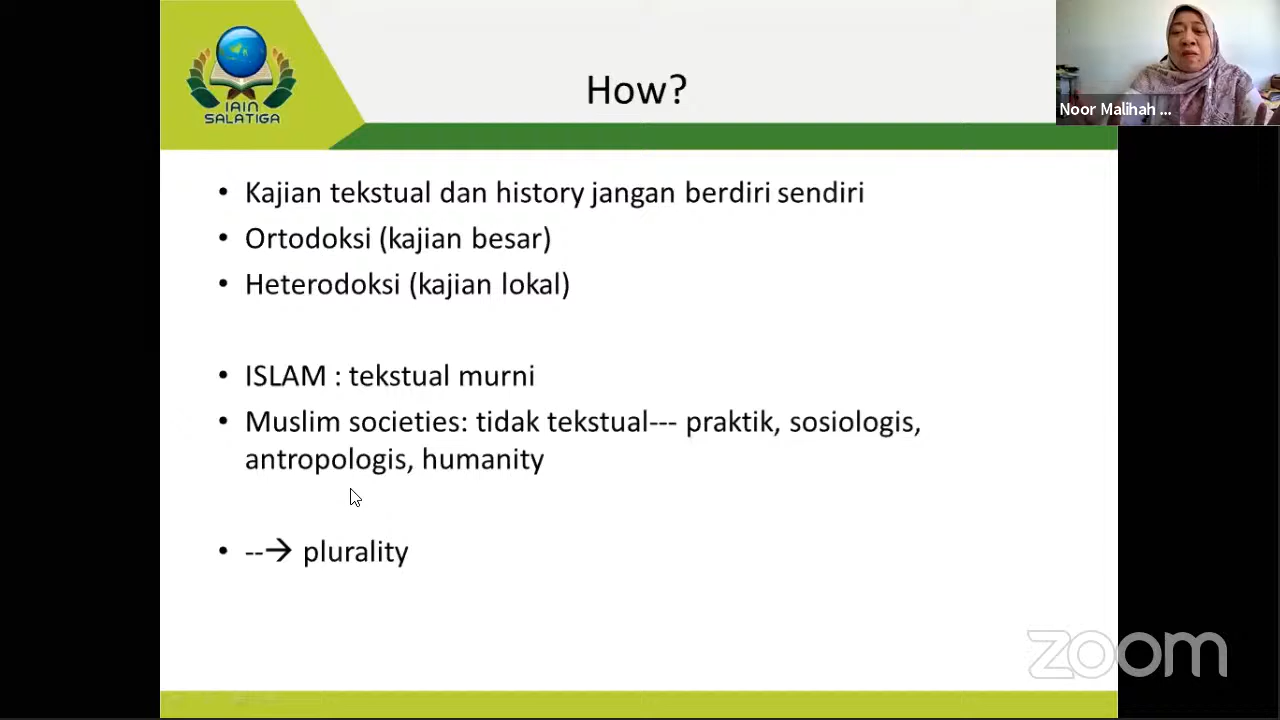 IAIN
SALATIGA
How?
Noor Malihah ...
• Kajian tekstual dan history jangan berdiri sendiri
• Ortodoksi (kajian besar)
• Heterodoksi (kajian lokal)
• ISLAM : tekstual murni
• Muslim societies: tidak tekstual--- praktik, sosiologis,
antropologis, humanity
• --→ plurality
zoom